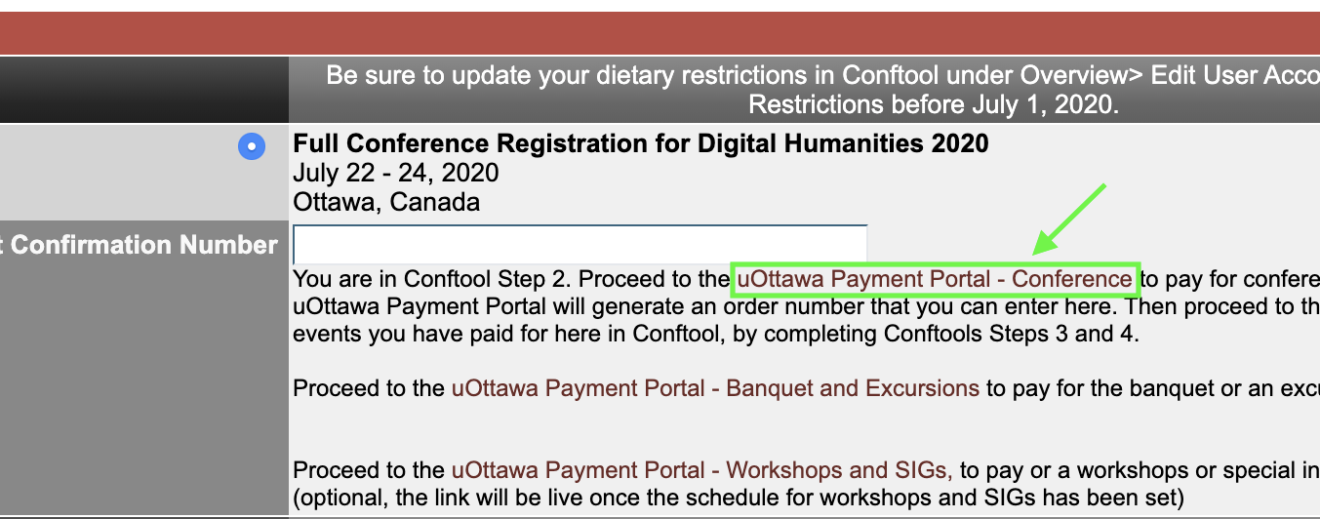 Be sure to update your dietary restrictions in Conftool under Overview> Edit User Acco
Restrictions before July 1, 2020.
Full Conference Registration for Digital Humanities 2020
July 22 - 24, 2020
Ottawa, Canada
t Confirmation Number
You are in Conftool Step 2. Proceed to the uOttawa Payment Portal - Conference to pay for confere
uOttawa Payment Portal will generate an order number that you can enter here. Then proceed to th
events you have paid for here in Conftool, by completing Conftools Steps 3 and 4.
Proceed to the uOttawa Payment Portal - Banquet and Excursions to pay for the banquet or an excu
Proceed to the uOttawa Payment Portal - Workshops and SIGs, to pay or a workshops or special in
(optional, the link will be live once the schedule for workshops and SIGs has been set)